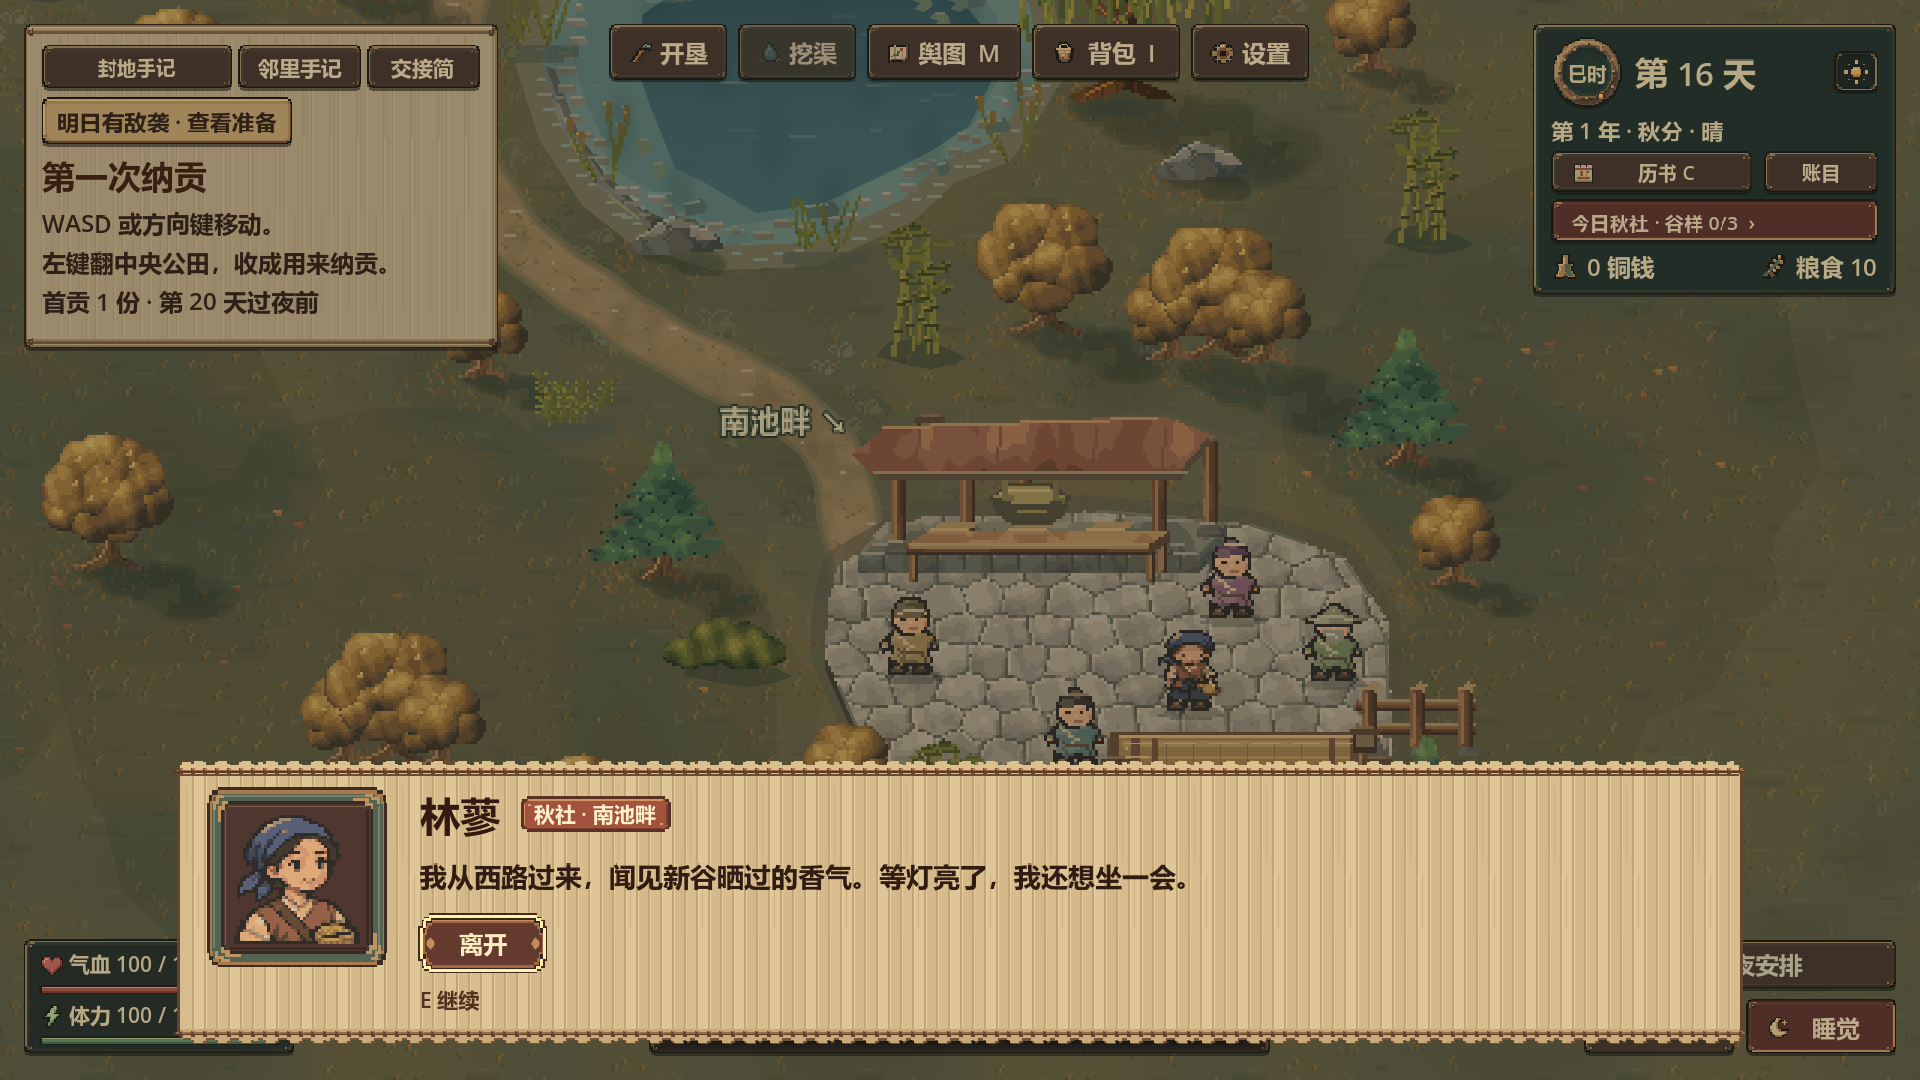 封地手记 邻里手记 交接简
明日有敌袭 · 查看准备
第一次纳贡
WASD 或方向键移动。
左键翻中央公田，收成用来纳贡。
首贡 1 份 · 第 20 天过夜前
开垦 挖渠 舆图 M 背包 I 设置
巳时 第 16 天
第 1 年 · 秋分 · 晴
历书 C 账目
今日秋社 · 谷样 0/3 ›
0 铜钱 粮食 10
南池畔 ↘
林蓼 秋社 · 南池畔
我从西路过来，闻见新谷晒过的香气。等灯亮了，我还想坐一会。
离开
E 继续
气血 100 /
体力 100 /
安排
睡觉